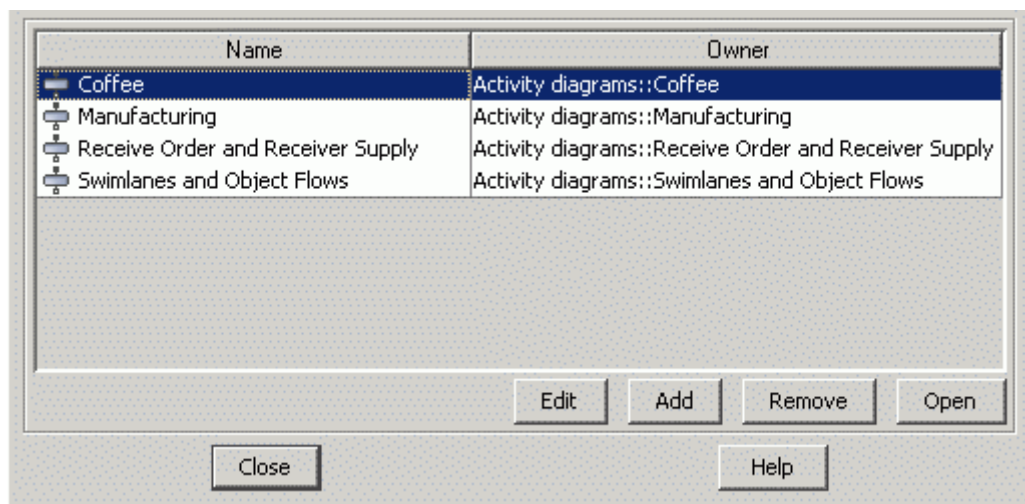 Name Owner
Coffee Activity diagrams::Coffee
Manufacturing Activity diagrams::Manufacturing
Receive Order and Receiver Supply Activity diagrams::Receive Order and Receiver Supply
Swimlanes and Object Flows Activity diagrams::Swimlanes and Object Flows
Edit Add Remove Open
Close Help